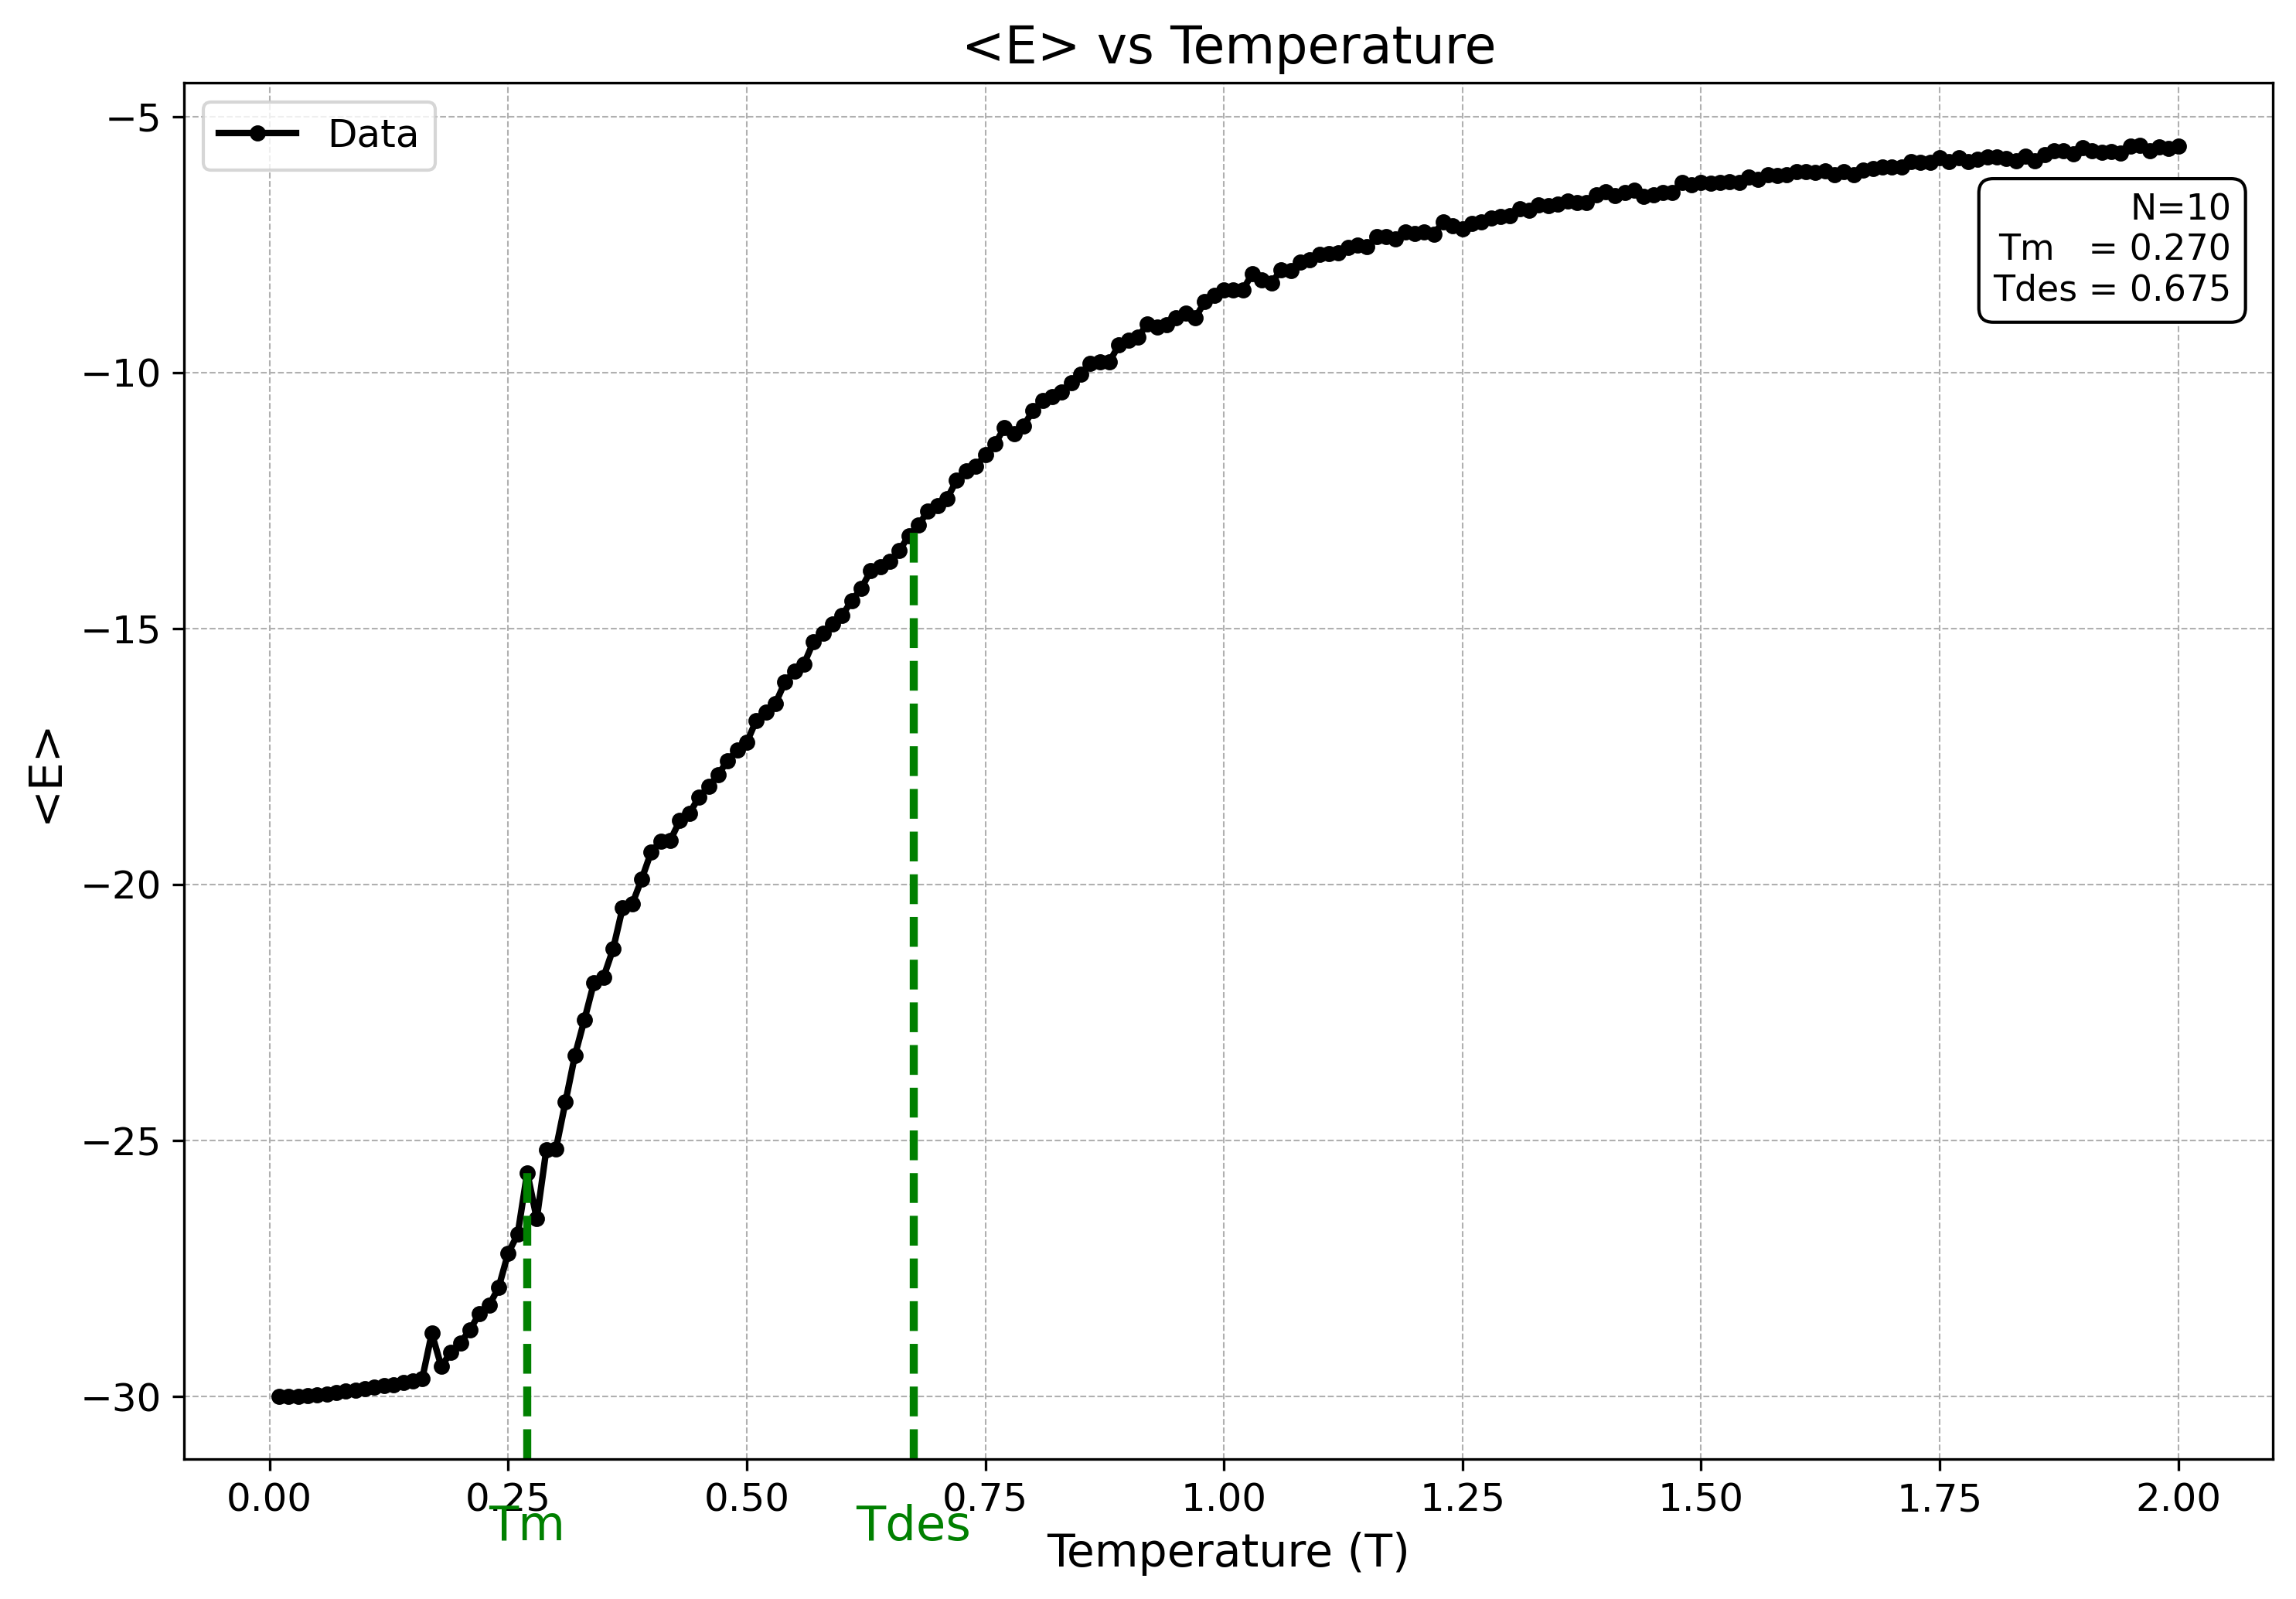 <E> vs Temperature
Data
N=10
Tm = 0.270
Tdes = 0.675
<E>
−5
−10
−15
−20
−25
−30
0.00 0.25 0.50 0.75 1.00 1.25 1.50 1.75 2.00
Tm Tdes
Temperature (T)